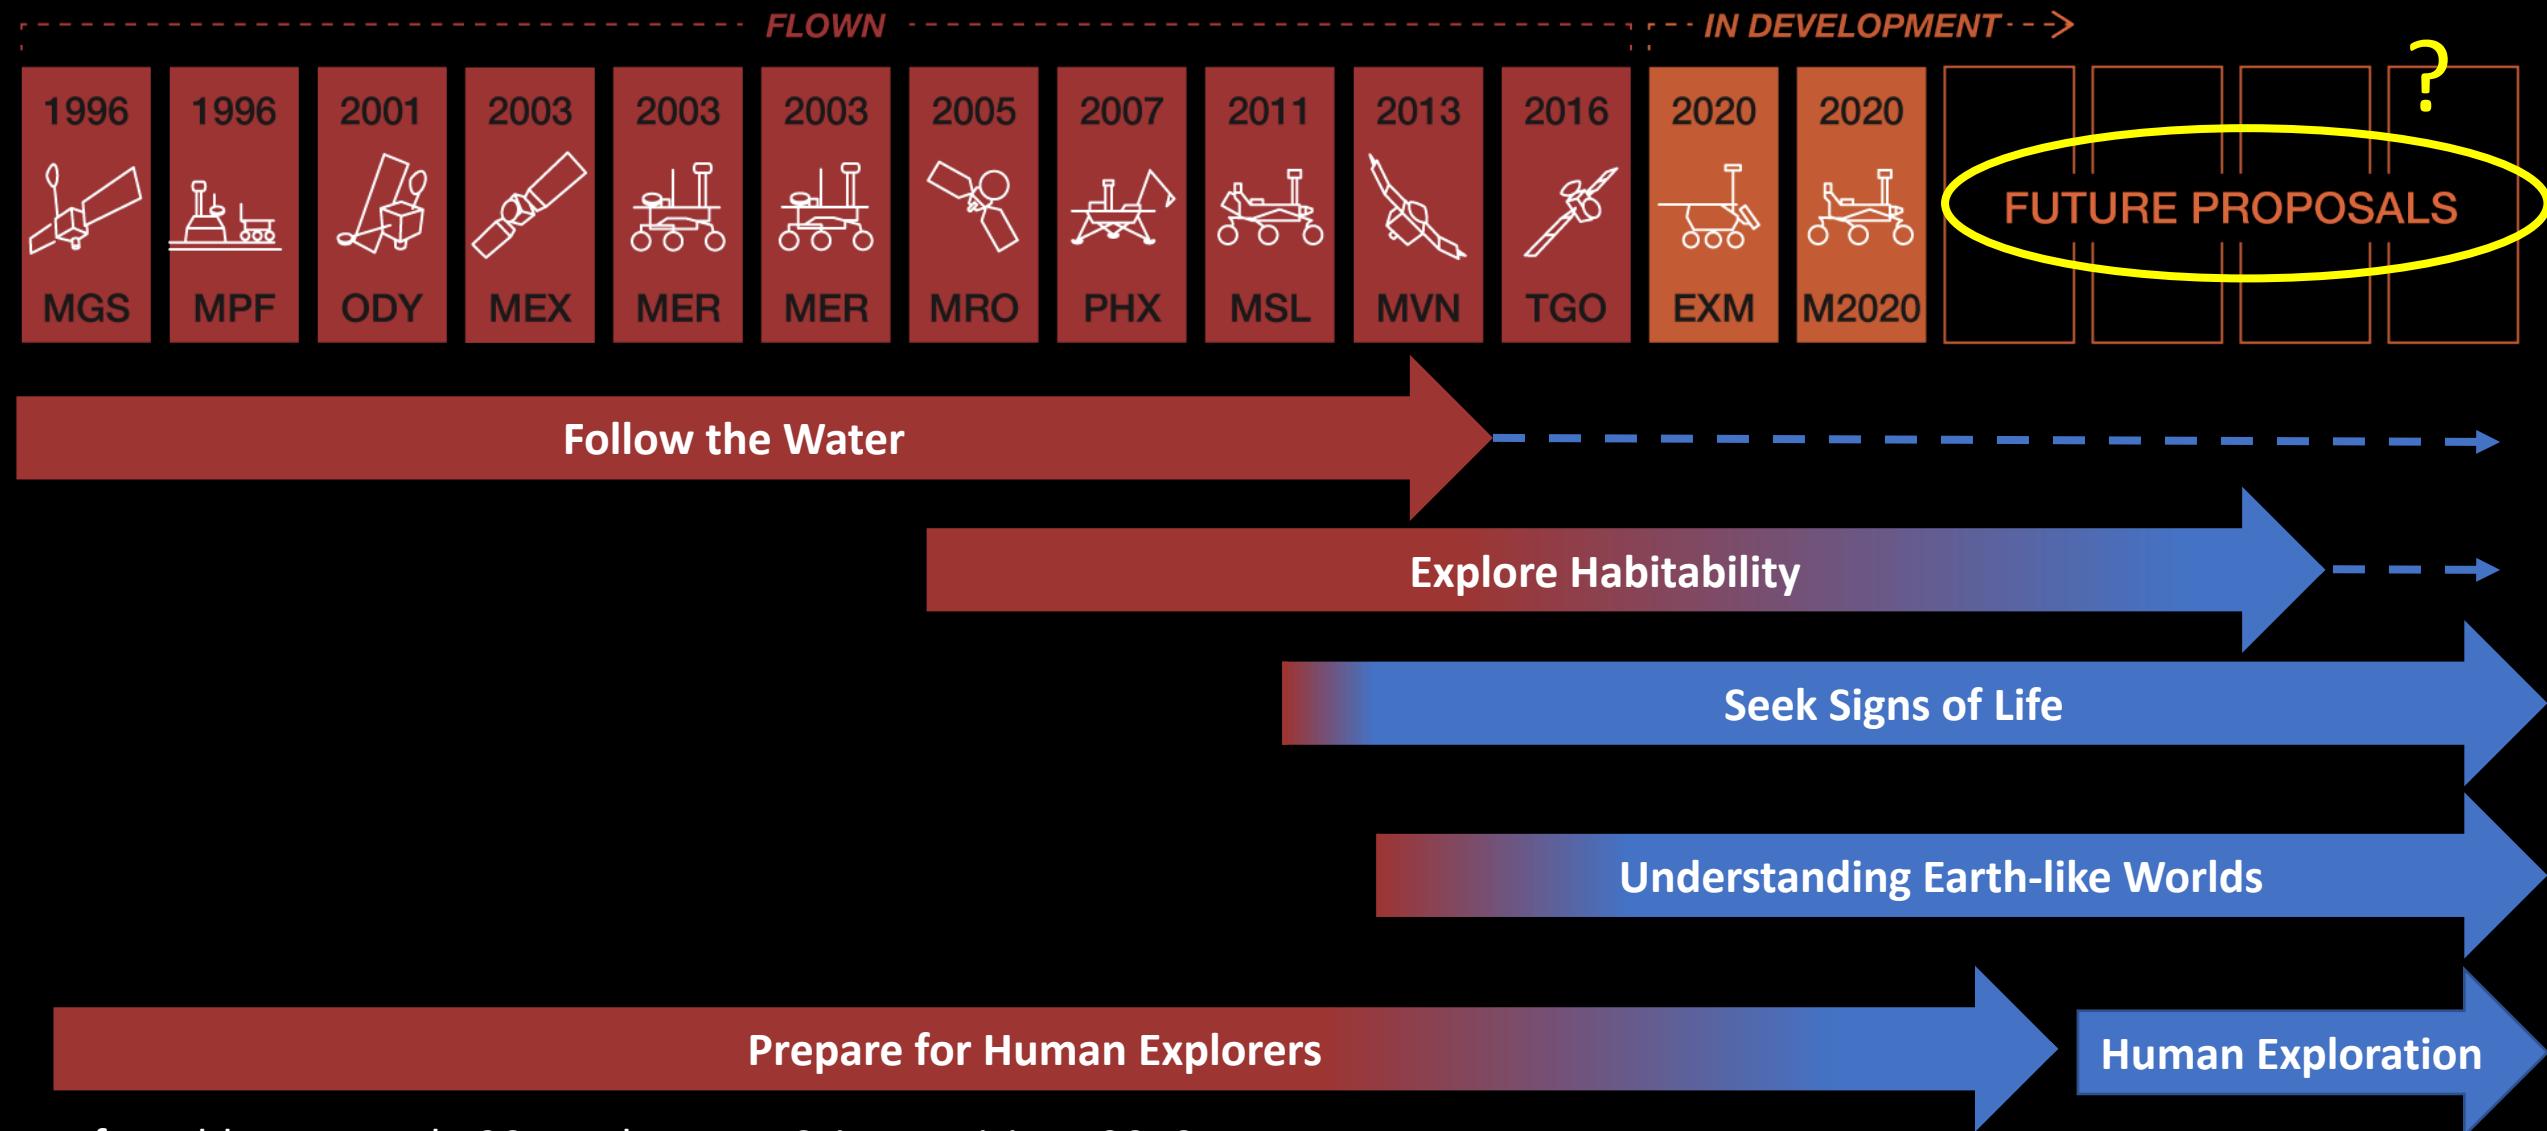 FLOWN IN DEVELOPMENT
?
1996 1996 2001 2003 2003 2003 2005 2007 2011 2013 2016 2020 2020
FUTURE PROPOSALS
MGS MPF ODY MEX MER MER MRO PHX MSL MVN TGO EXM M2020
Follow the Water
Explore Habitability
Seek Signs of Life
Understanding Earth-like Worlds
Prepare for Human Explorers Human Exploration